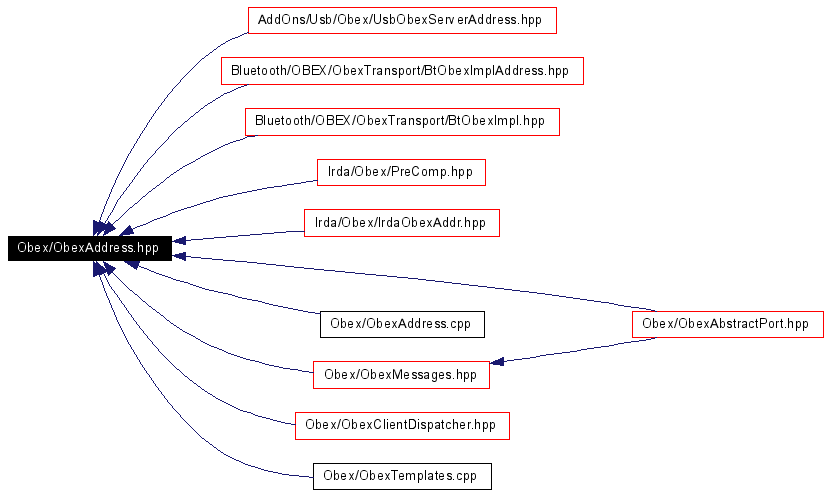 AddOns/Usb/Obex/UsbObexServerAddress.hpp
Bluetooth/OBEX/ObexTransport/BtObexImplAddress.hpp
Bluetooth/OBEX/ObexTransport/BtObexImpl.hpp
Irda/Obex/PreComp.hpp
Irda/Obex/IrdaObexAddr.hpp
Obex/ObexAddress.hpp
Obex/ObexAddress.cpp
Obex/ObexAbstractPort.hpp
Obex/ObexMessages.hpp
Obex/ObexClientDispatcher.hpp
Obex/ObexTemplates.cpp